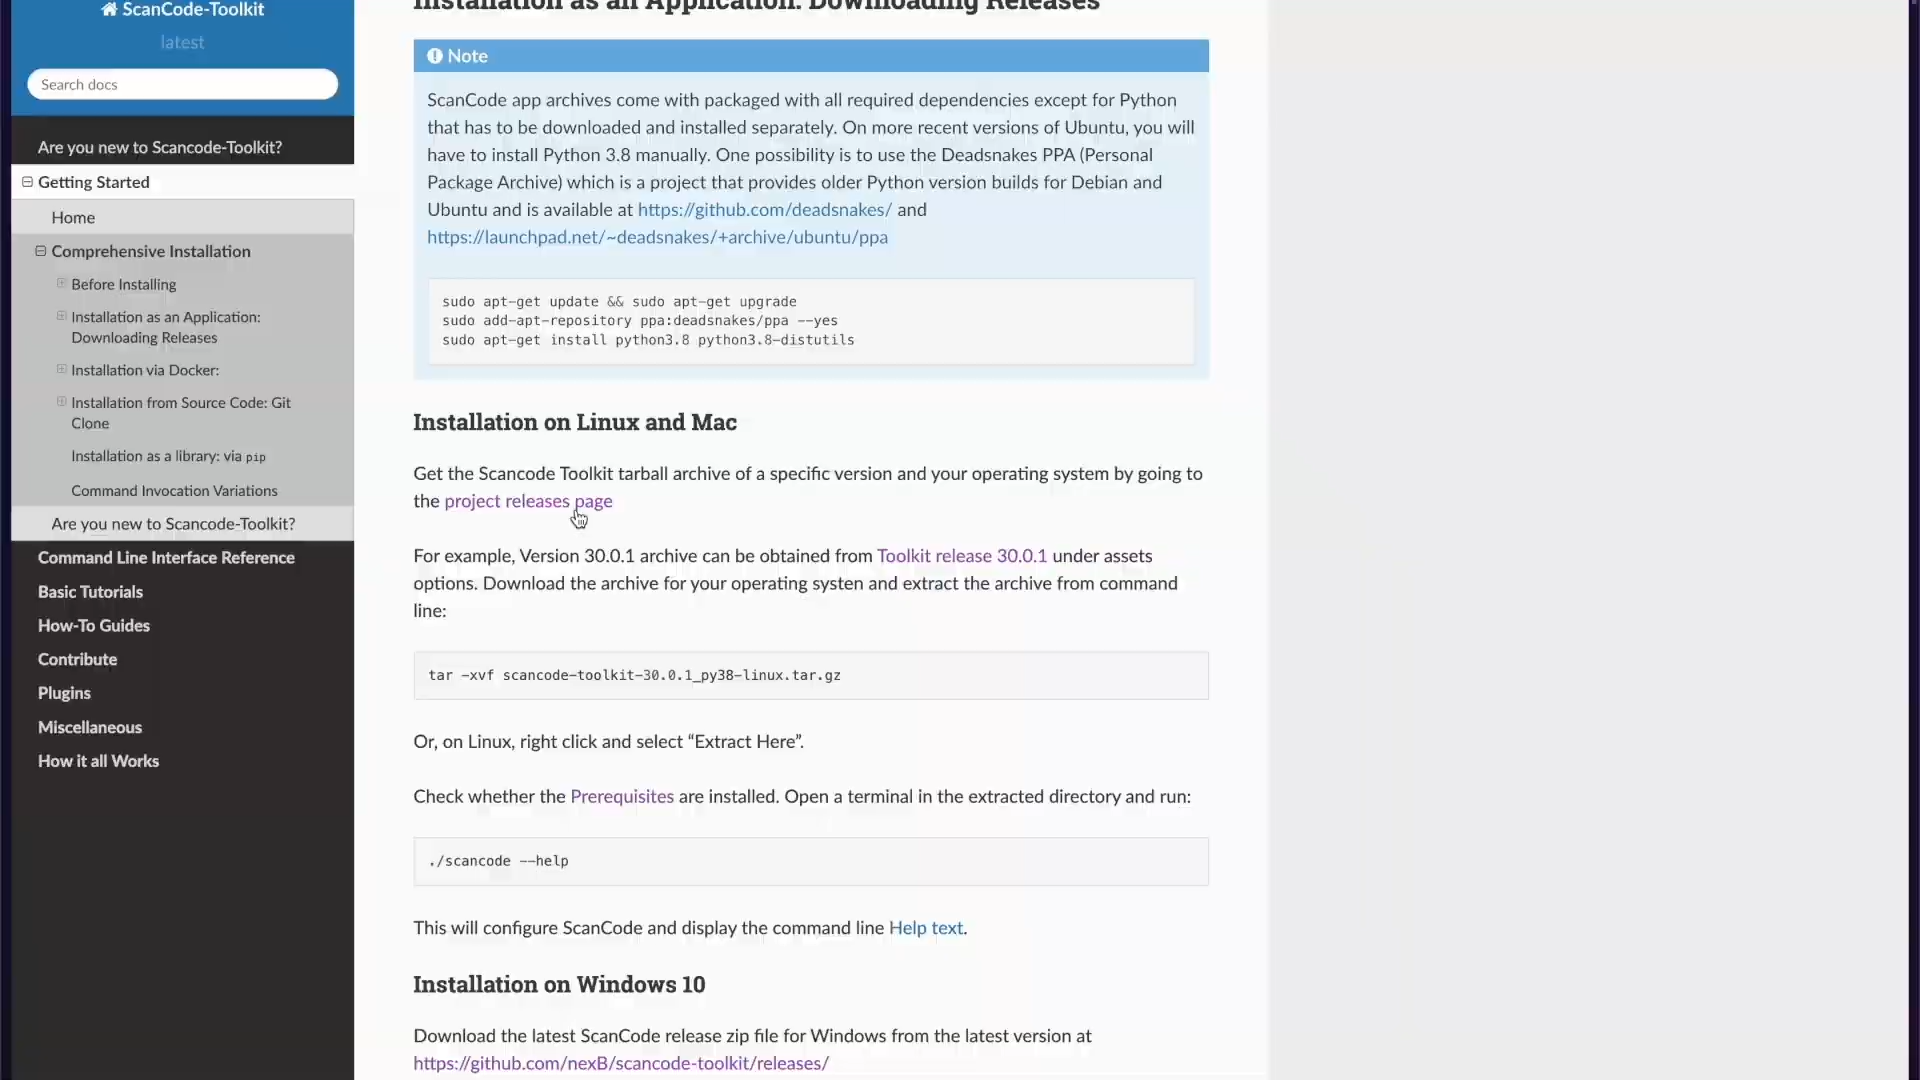 ScanCode-Toolkit
latest
Search docs
Are you new to Scancode-Toolkit?
Getting Started
Home
Comprehensive Installation
Before Installing
Installation as an Application:
Downloading Releases
Installation via Docker:
Installation from Source Code: Git
Clone
Installation as a library: via pip
Command Invocation Variations
Are you new to Scancode-Toolkit?
Command Line Interface Reference
Basic Tutorials
How-To Guides
Contribute
Plugins
Miscellaneous
How it all Works
Installation as an Application: Downloading Releases
Note
ScanCode app archives come with packaged with all required dependencies except for Python
that has to be downloaded and installed separately. On more recent versions of Ubuntu, you will
have to install Python 3.8 manually. One possibility is to use the Deadsnakes PPA (Personal
Package Archive) which is a project that provides older Python version builds for Debian and
Ubuntu and is available at https://github.com/deadsnakes/ and
https://launchpad.net/~deadsnakes/+archive/ubuntu/ppa
sudo apt-get update && sudo apt-get upgrade
sudo add-apt-repository ppa:deadsnakes/ppa --yes
sudo apt-get install python3.8 python3.8-distutils
Installation on Linux and Mac
Get the Scancode Toolkit tarball archive of a specific version and your operating system by going to
the project releases page
For example, Version 30.0.1 archive can be obtained from Toolkit release 30.0.1 under assets
options. Download the archive for your operating systen and extract the archive from command
line:
tar -xvf scancode-toolkit-30.0.1_py38-linux.tar.gz
Or, on Linux, right click and select “Extract Here”.
Check whether the Prerequisites are installed. Open a terminal in the extracted directory and run:
./scancode --help
This will configure ScanCode and display the command line Help text.
Installation on Windows 10
Download the latest ScanCode release zip file for Windows from the latest version at
https://github.com/nexB/scancode-toolkit/releases/